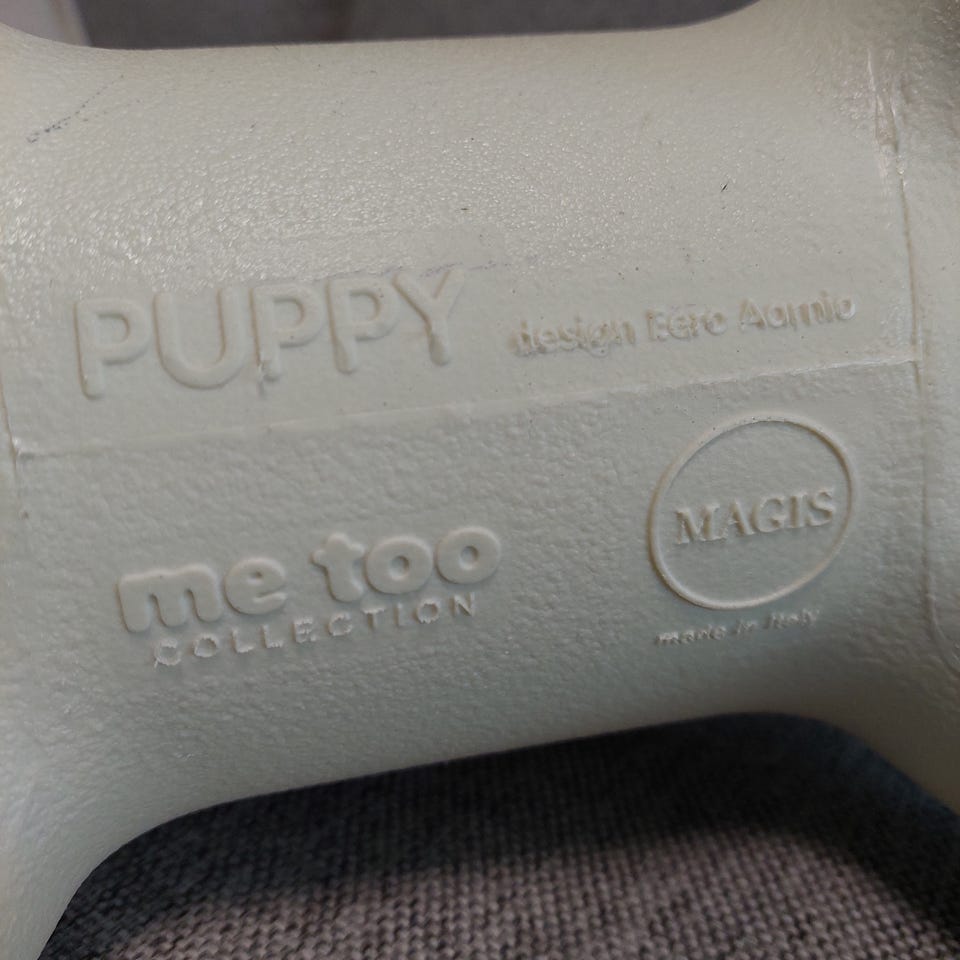 PUPPY design Eero Aarnio
me too
COLLECTION
MAGIS
made in Italy